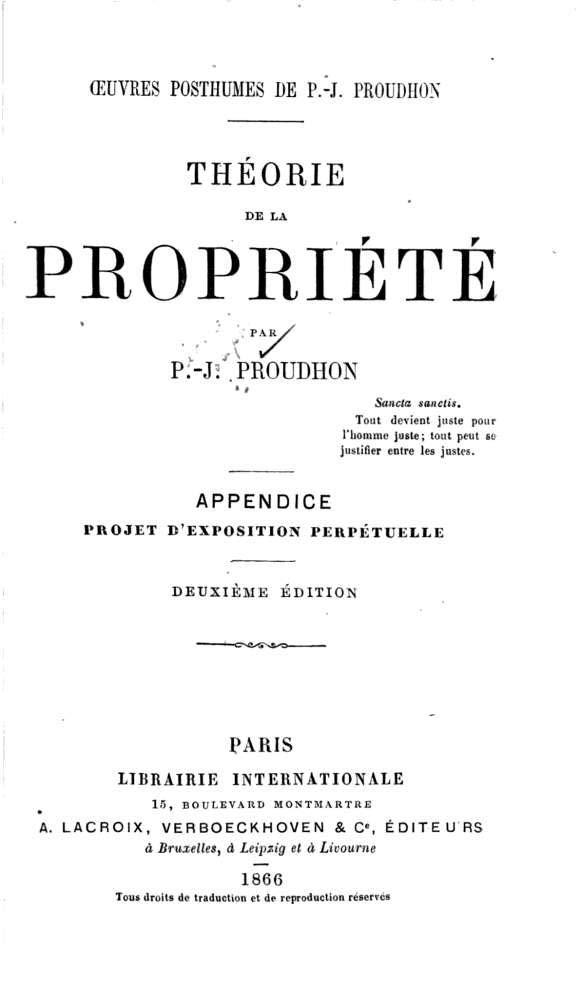 ŒUVRES POSTHUMES DE P.-J. PROUDHON
THÉORIE
DE LA
PROPRIÉTÉ
PAR
P.-J. PROUDHON
Sancta sanctis.
Tout devient juste pour
l'homme juste; tout peut se
justifier entre les justes.
APPENDICE
PROJET D'EXPOSITION PERPÉTUELLE
DEUXIÈME ÉDITION
PARIS
LIBRAIRIE INTERNATIONALE
15, BOULEVARD MONTMARTRE
A. LACROIX, VERBOECKHOVEN & Cᵉ, ÉDITEURS
à Bruxelles, à Leipzig et à Livourne
1866
Tous droits de traduction et de reproduction réservés